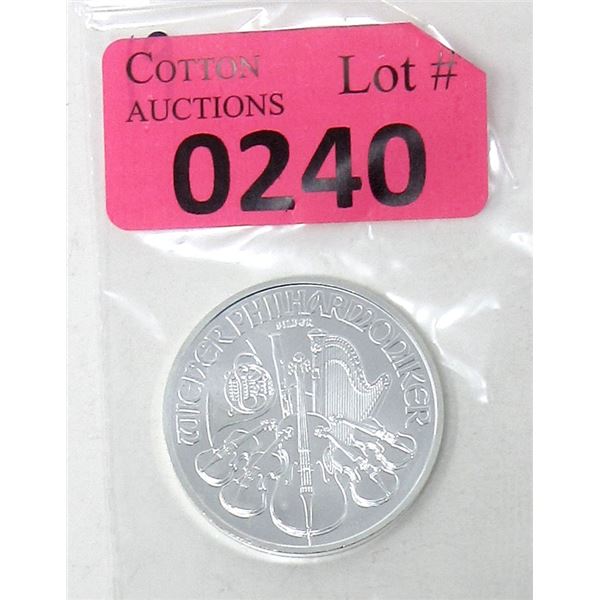 COTTON Lot #
AUCTIONS
0240
WIENER PHILHARMONIKER
SILBER